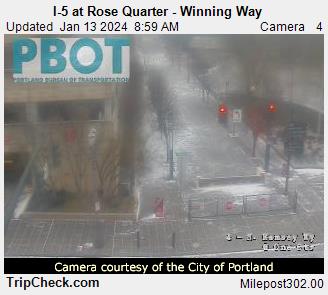 I-5 at Rose Quarter - Winning Way
Updated Jan 13 2024 8:59 AM Camera 4
PBOT
PORTLAND BUREAU OF TRANSPORTATION
Camera courtesy of the City of Portland
TripCheck.com Milepost302.00